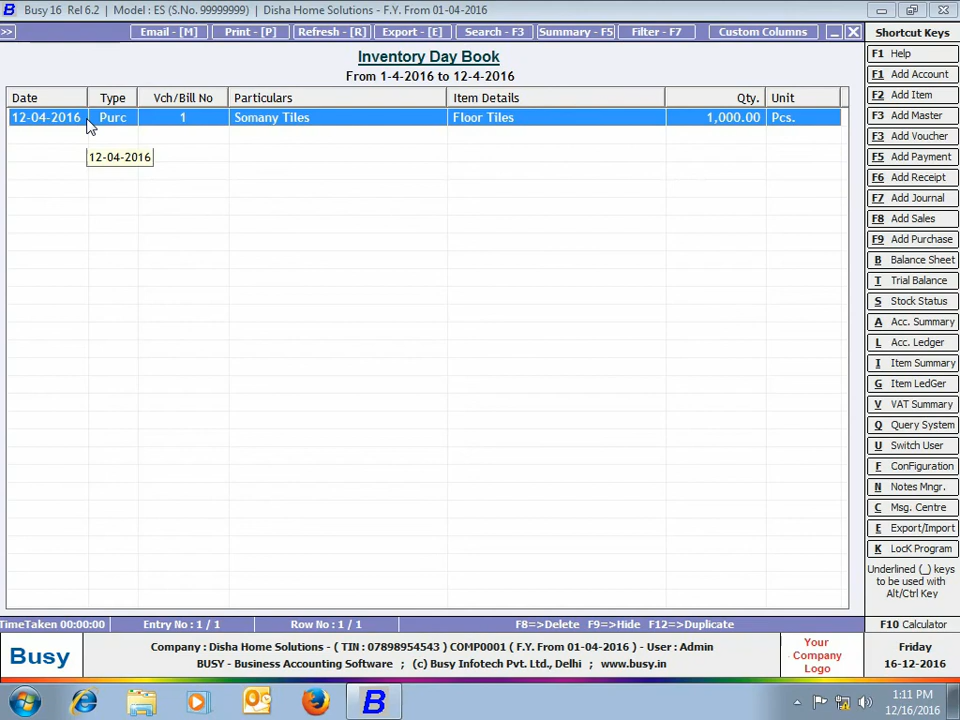 Busy 16 Rel 6.2 | Model : ES (S.No. 99999999) | Disha Home Solutions - F.Y. From 01-04-2016
>> Email - [M] Print - [P] Refresh - [R] Export - [E] Search - F3 Summary - F5 Filter - F7 Custom Columns
Shortcut Keys
Inventory Day Book
From 1-4-2016 to 12-4-2016
Date Type Vch/Bill No Particulars Item Details Qty. Unit
12-04-2016 Purc 1 Somany Tiles Floor Tiles 1,000.00 Pcs.
12-04-2016
F1 Help
F1 Add Account
F2 Add Item
F3 Add Master
F3 Add Voucher
F5 Add Payment
F6 Add Receipt
F7 Add Journal
F8 Add Sales
F9 Add Purchase
B Balance Sheet
T Trial Balance
S Stock Status
A Acc. Summary
L Acc. Ledger
I Item Summary
G Item LedGer
V VAT Summary
Q Query System
U Switch User
F Configuration
N Notes Mngr.
C Msg. Centre
E Export/Import
K LocK Program
Underlined (_) keys
to be used with
Alt/Ctrl Key
TimeTaken 00:00:00 Entry No : 1 / 1 Row No : 1 / 1 F8=>Delete F9=>Hide F12=>Duplicate
F10 Calculator
Busy
Company : Disha Home Solutions - ( TIN : 07898954543 ) COMP0001 ( F.Y. From 01-04-2016 ) - User : Admin
BUSY - Business Accounting Software ; (c) Busy Infotech Pvt. Ltd., Delhi ; www.busy.in
Your
Company
Logo
Friday
16-12-2016
1:11 PM
12/16/2016